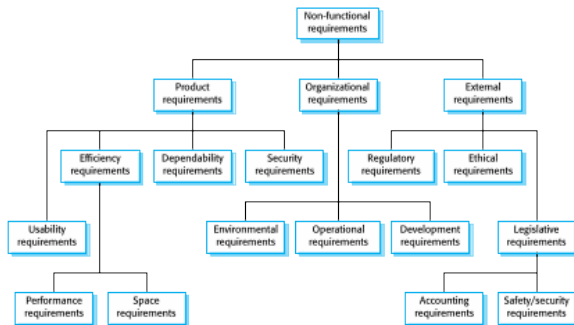 Non-functional
requirements
Product
requirements
Organizational
requirements
External
requirements
Efficiency
requirements
Dependability
requirements
Security
requirements
Regulatory
requirements
Ethical
requirements
Usability
requirements
Environmental
requirements
Operational
requirements
Development
requirements
Legislative
requirements
Performance
requirements
Space
requirements
Accounting
requirements
Safety/security
requirements